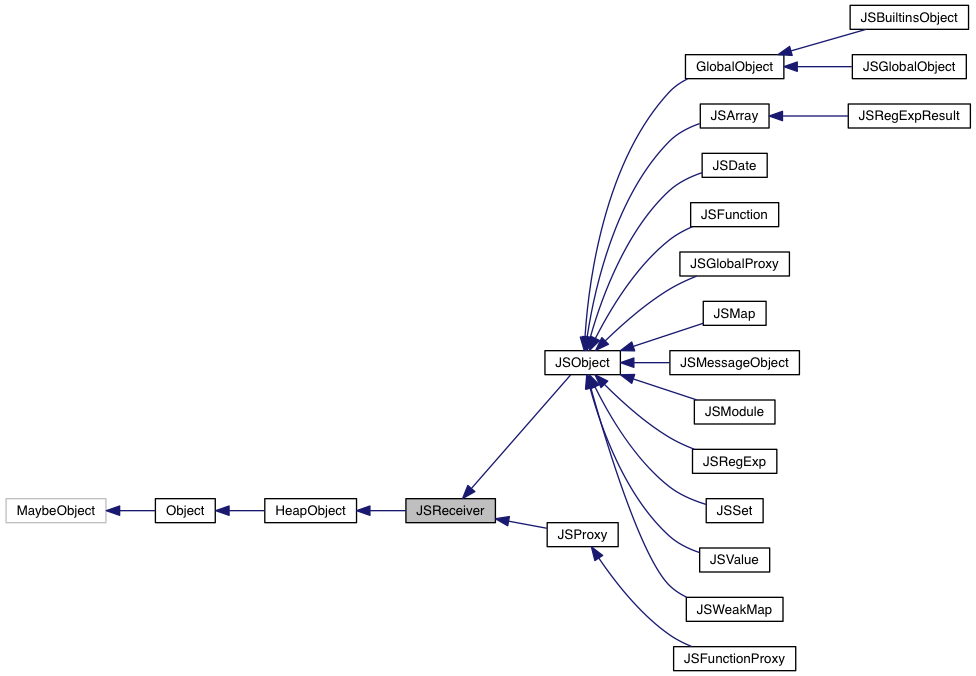 JSBuiltinsObject
GlobalObject
JSGlobalObject
JSArray
JSRegExpResult
JSDate
JSFunction
JSGlobalProxy
JSMap
JSObject
JSMessageObject
JSModule
JSRegExp
MaybeObject
Object
HeapObject
JSReceiver
JSSet
JSProxy
JSValue
JSWeakMap
JSFunctionProxy